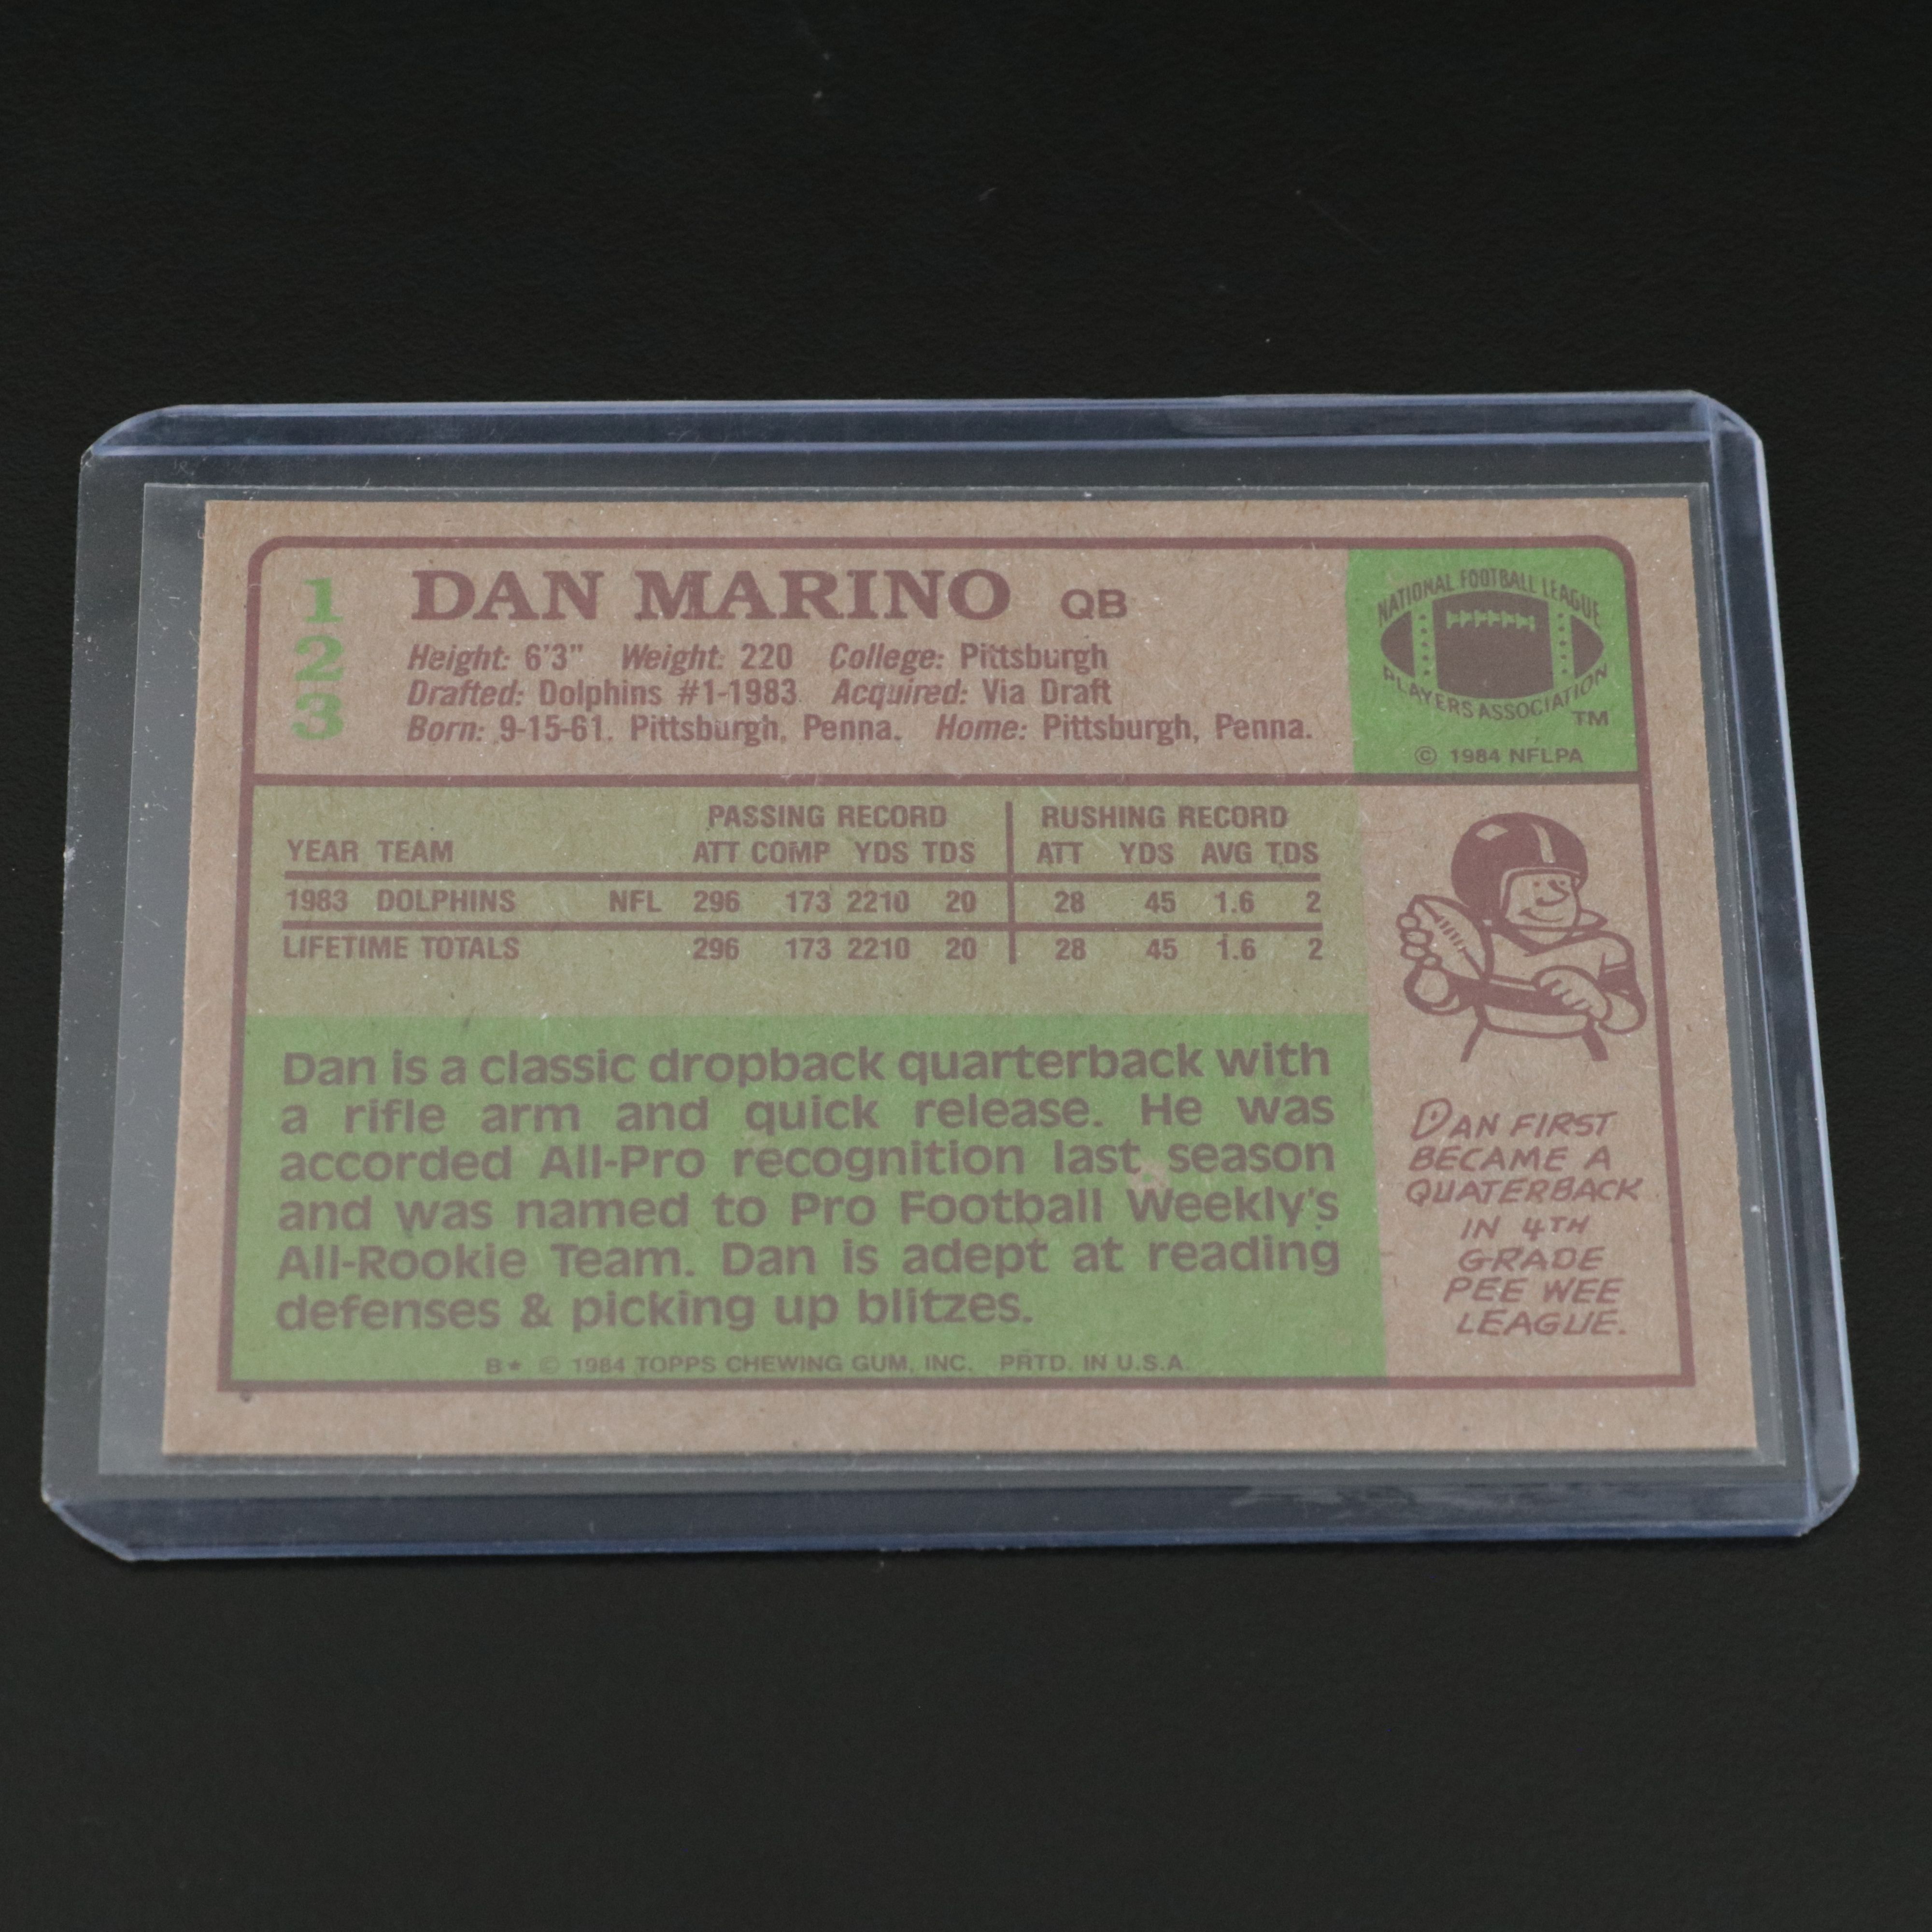 1
2
3
DAN MARINO QB
Height: 6'3" Weight: 220 College: Pittsburgh
Drafted: Dolphins #1-1983 Acquired: Via Draft
Born: 9-15-61. Pittsburgh, Penna. Home: Pittsburgh, Penna.
NATIONAL FOOTBALL LEAGUE
PLAYERS ASSOCIATION
TM
© 1984 NFLPA
PASSING RECORD RUSHING RECORD
YEAR TEAM ATT COMP YDS TDS ATT YDS AVG TDS
1983 DOLPHINS NFL 296 173 2210 20 28 45 1.6 2
LIFETIME TOTALS 296 173 2210 20 28 45 1.6 2
Dan is a classic dropback quarterback with
a rifle arm and quick release. He was
accorded All-Pro recognition last season
and was named to Pro Football Weekly's
All-Rookie Team. Dan is adept at reading
defenses & picking up blitzes.
B* © 1984 TOPPS CHEWING GUM, INC. PRTD. IN U.S.A.
DAN FIRST
BECAME A
QUATERBACK
IN 4TH
GRADE
PEE WEE
LEAGUE.